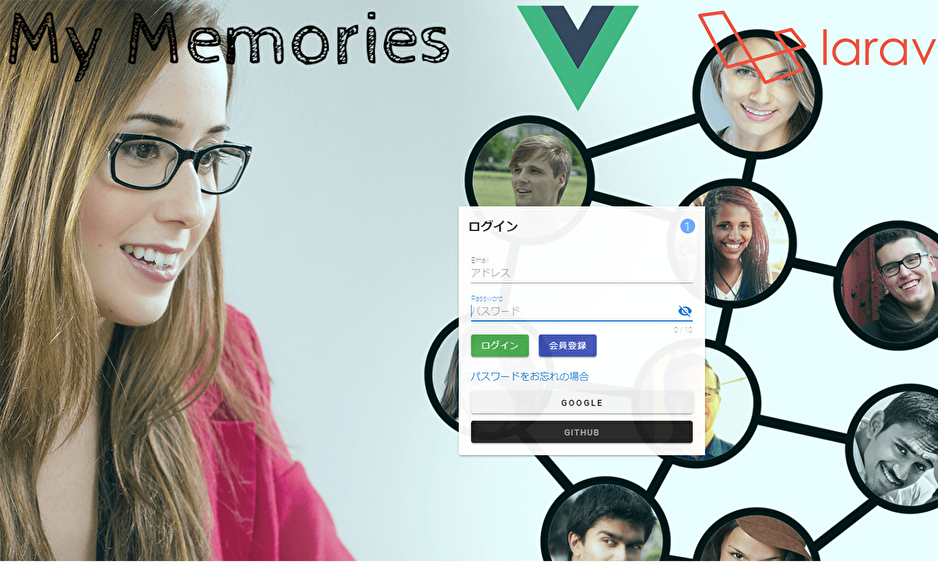 My Memories
larav
ログイン
1
Email
アドレス
Password
パスワード
0 / 10
ログイン
会員登録
パスワードをお忘れの場合
GOOGLE
GITHUB